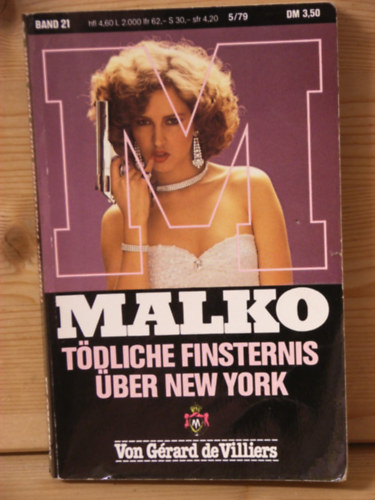 BAND 21 Hfl 4,60 L 2 000 lfr 62,– S 30,– sfr 4,20 5/79 DM 3,50
M
MALKO
TÖDLICHE FINSTERNIS
ÜBER NEW YORK
M
Von Gérard de Villiers